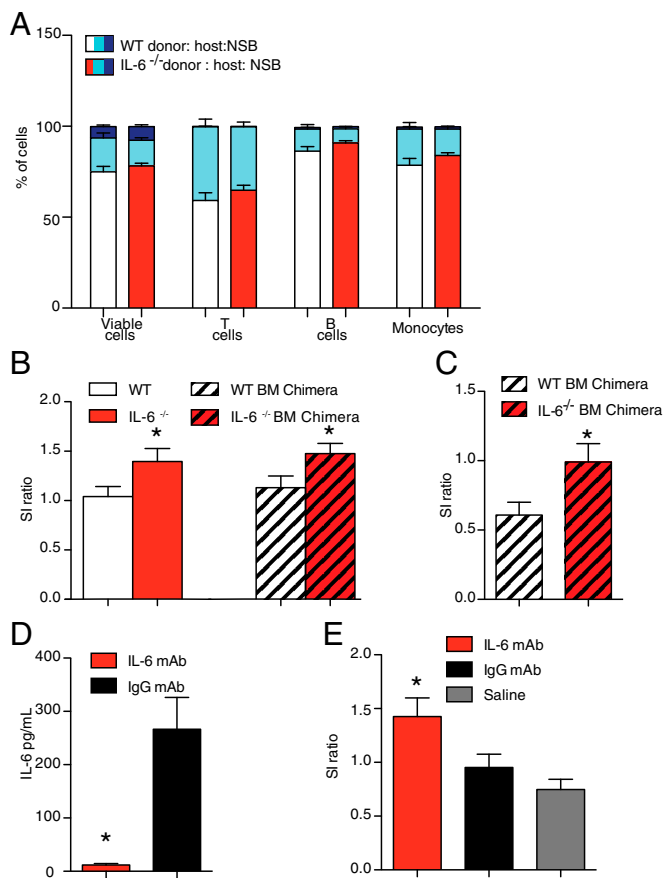 A
150
100
50
0
% of cells
WT donor: host:NSB
IL-6 -/- donor : host: NSB
Viable cells
T cells
B cells
Monocytes
B
WT
WT BM Chimera
IL-6 -/-
IL-6 -/- BM Chimera
2.0
1.5
1.0
0.5
0.0
SI ratio
*
*
C
WT BM Chimera
IL-6-/- BM Chimera
1.5
1.0
0.5
0.0
SI ratio
*
D
IL-6 mAb
IgG mAb
400
300
200
100
0
IL-6 pg/mL
*
E
IL-6 mAb
IgG mAb
Saline
2.0
1.5
1.0
0.5
0.0
SI ratio
*